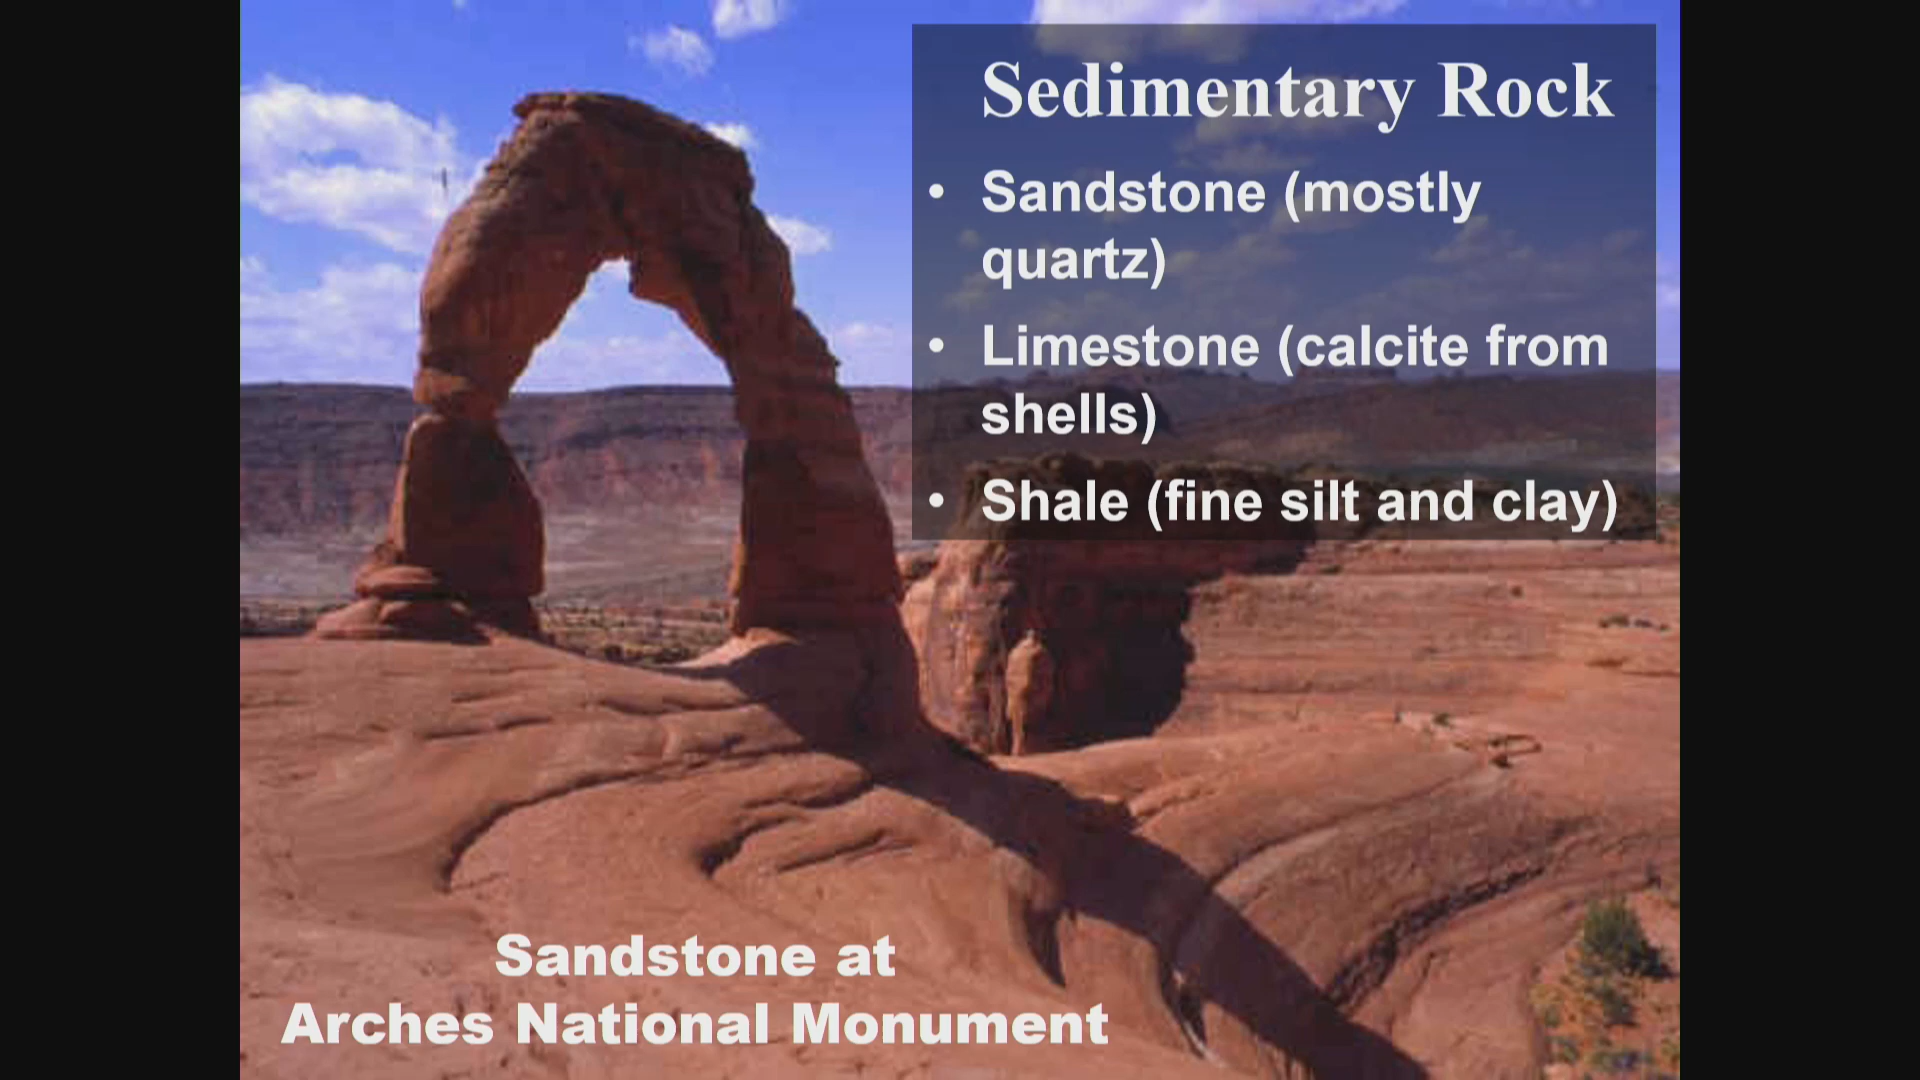 Sedimentary Rock
• Sandstone (mostly
quartz)
• Limestone (calcite from
shells)
• Shale (fine silt and clay)
Sandstone at
Arches National Monument